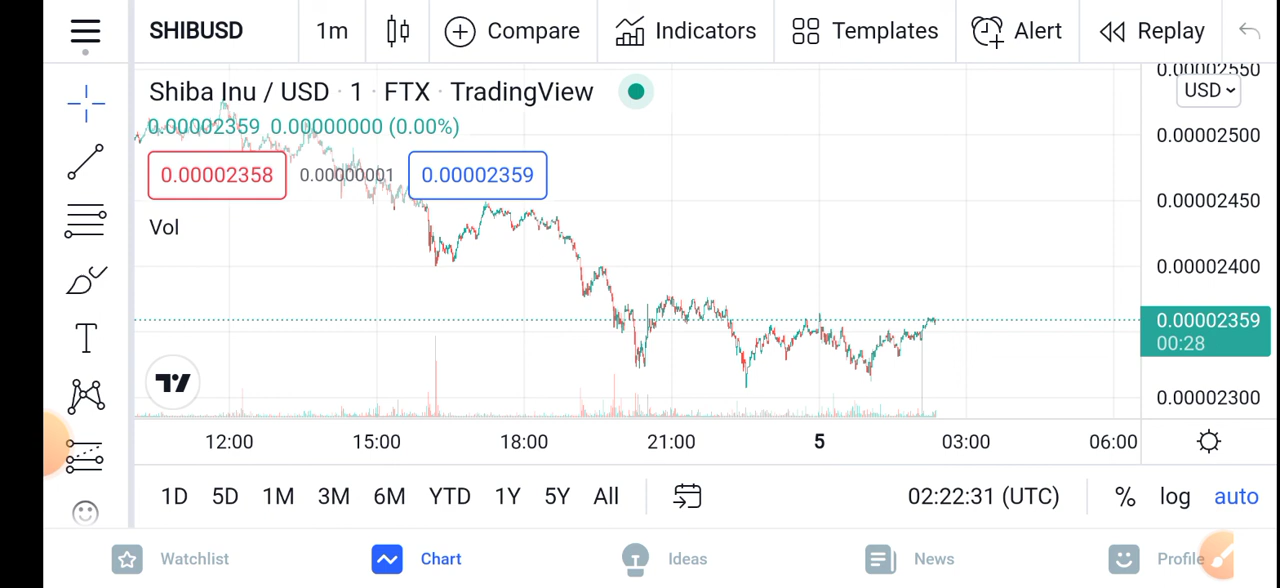 SHIBUSD 1m Compare Indicators Templates Alert Replay
Shiba Inu / USD · 1 · FTX · TradingView
0.00002359 0.00000000 (0.00%)
0.00002358 0.00000001 0.00002359
Vol
0.00002550
USD
0.00002500
0.00002450
0.00002400
0.00002359
00:28
0.00002300
12:00 15:00 18:00 21:00 5 03:00 06:00
1D 5D 1M 3M 6M YTD 1Y 5Y All 02:22:31 (UTC) % log auto
Watchlist Chart Ideas News Profile